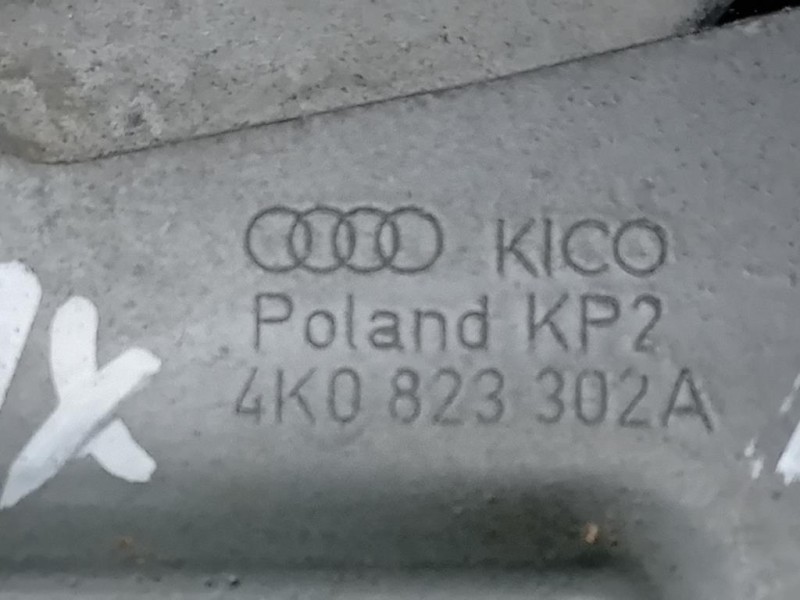 KICO
Poland KP2
4K0 823 302A
X